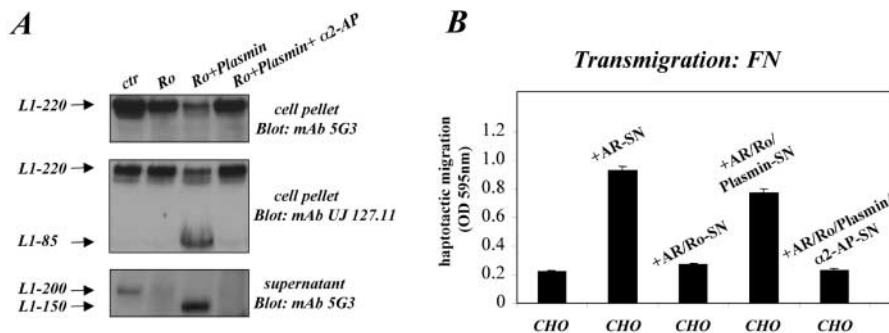 A
ctr
Ro
Ro+Plasmin
Ro+Plasmin+ α2-AP
L1-220
cell pellet
Blot: mAb 5G3
L1-220
cell pellet
Blot: mAb UJ 127.11
L1-85
L1-200
L1-150
supernatant
Blot: mAb 5G3
B
Transmigration: FN
haptotactic migration
(OD 595nm)
1.2
1.0
0.8
0.6
0.4
0.2
0
+AR-SN
+AR/Ro-SN
+AR/Ro/
Plasmin-SN
+AR/Ro/Plasmin/
α2-AP-SN
CHO
CHO
CHO
CHO
CHO